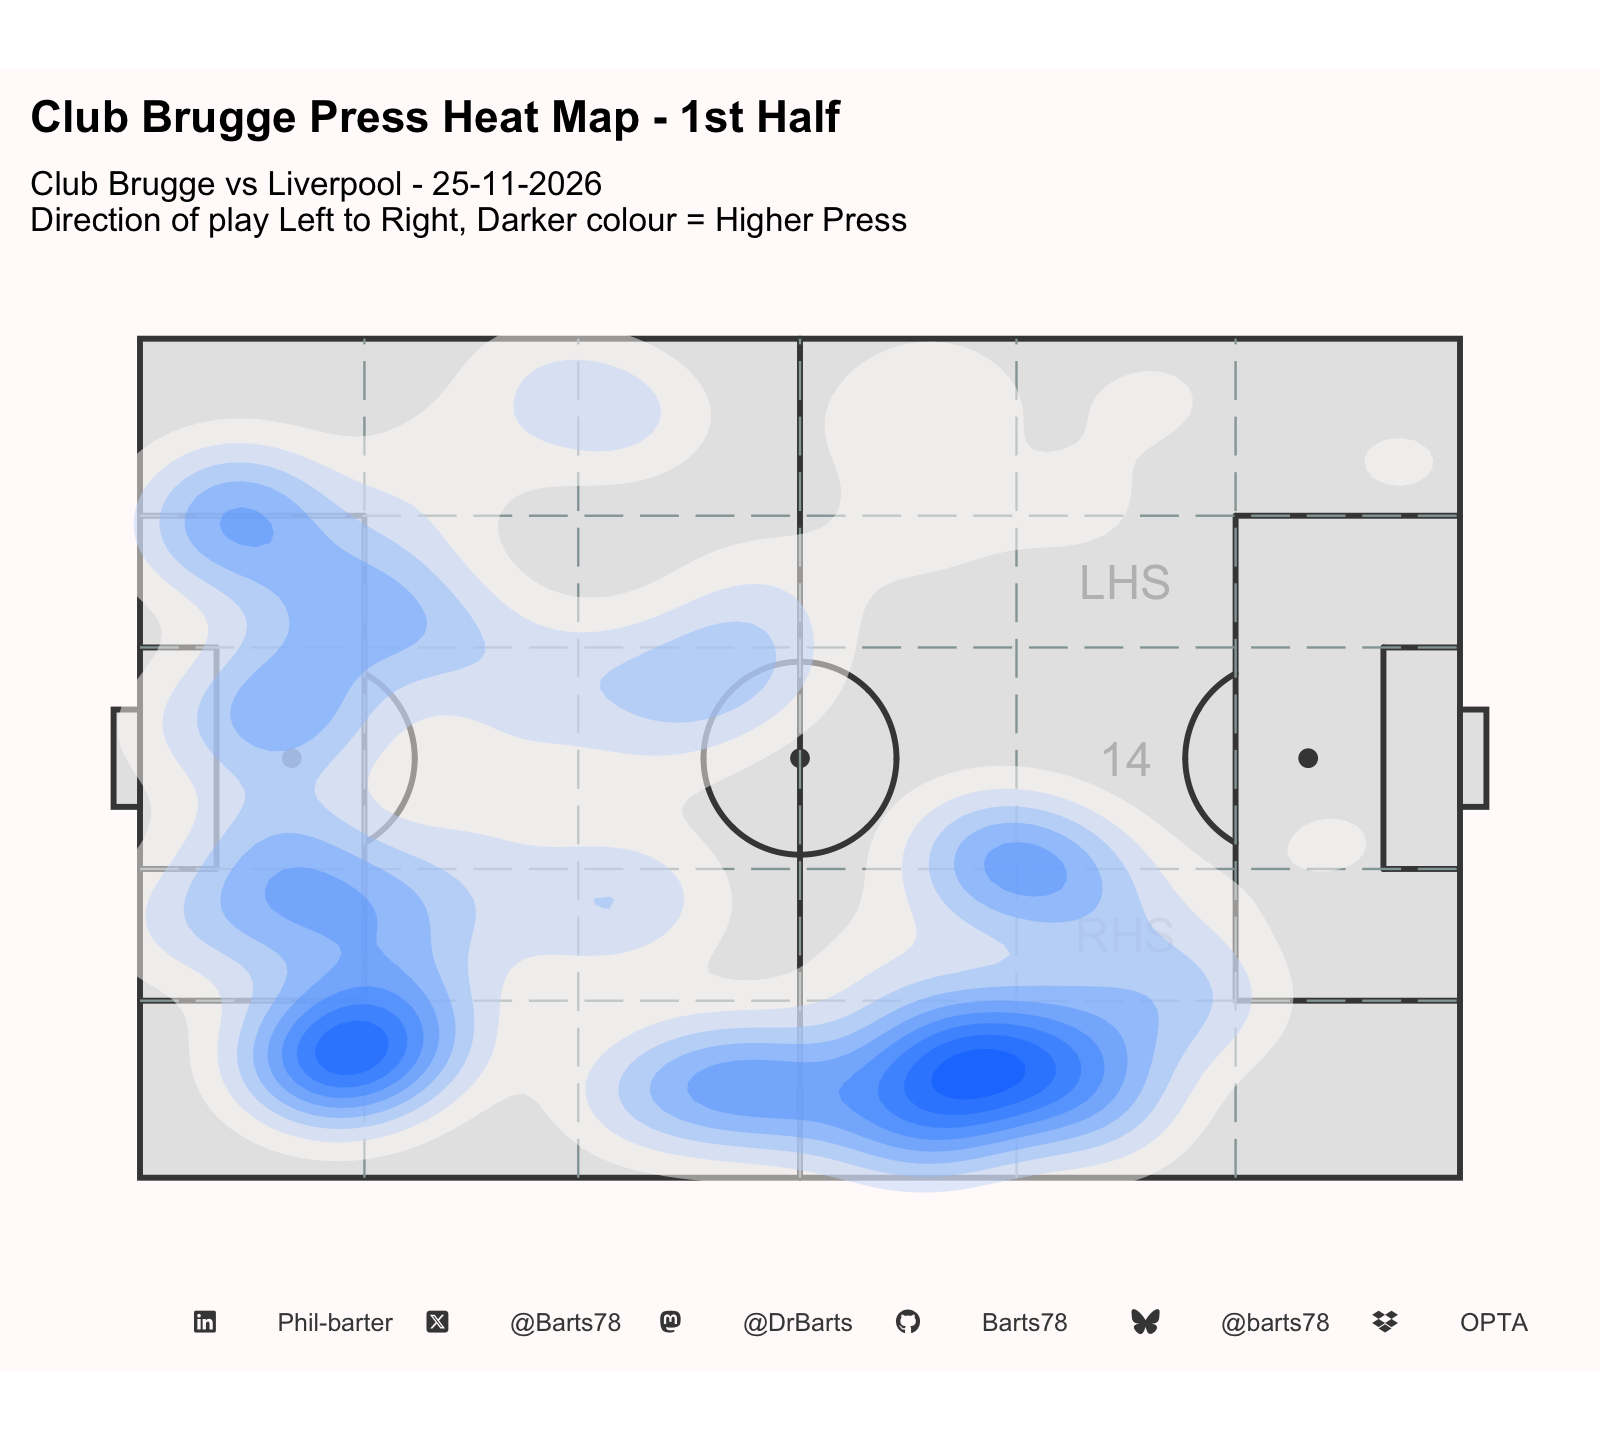 Club Brugge Press Heat Map - 1st Half
Club Brugge vs Liverpool - 25-11-2026
Direction of play Left to Right, Darker colour = Higher Press
LHS
14
RHS
Phil-barter @Barts78 @DrBarts Barts78 @barts78 OPTA